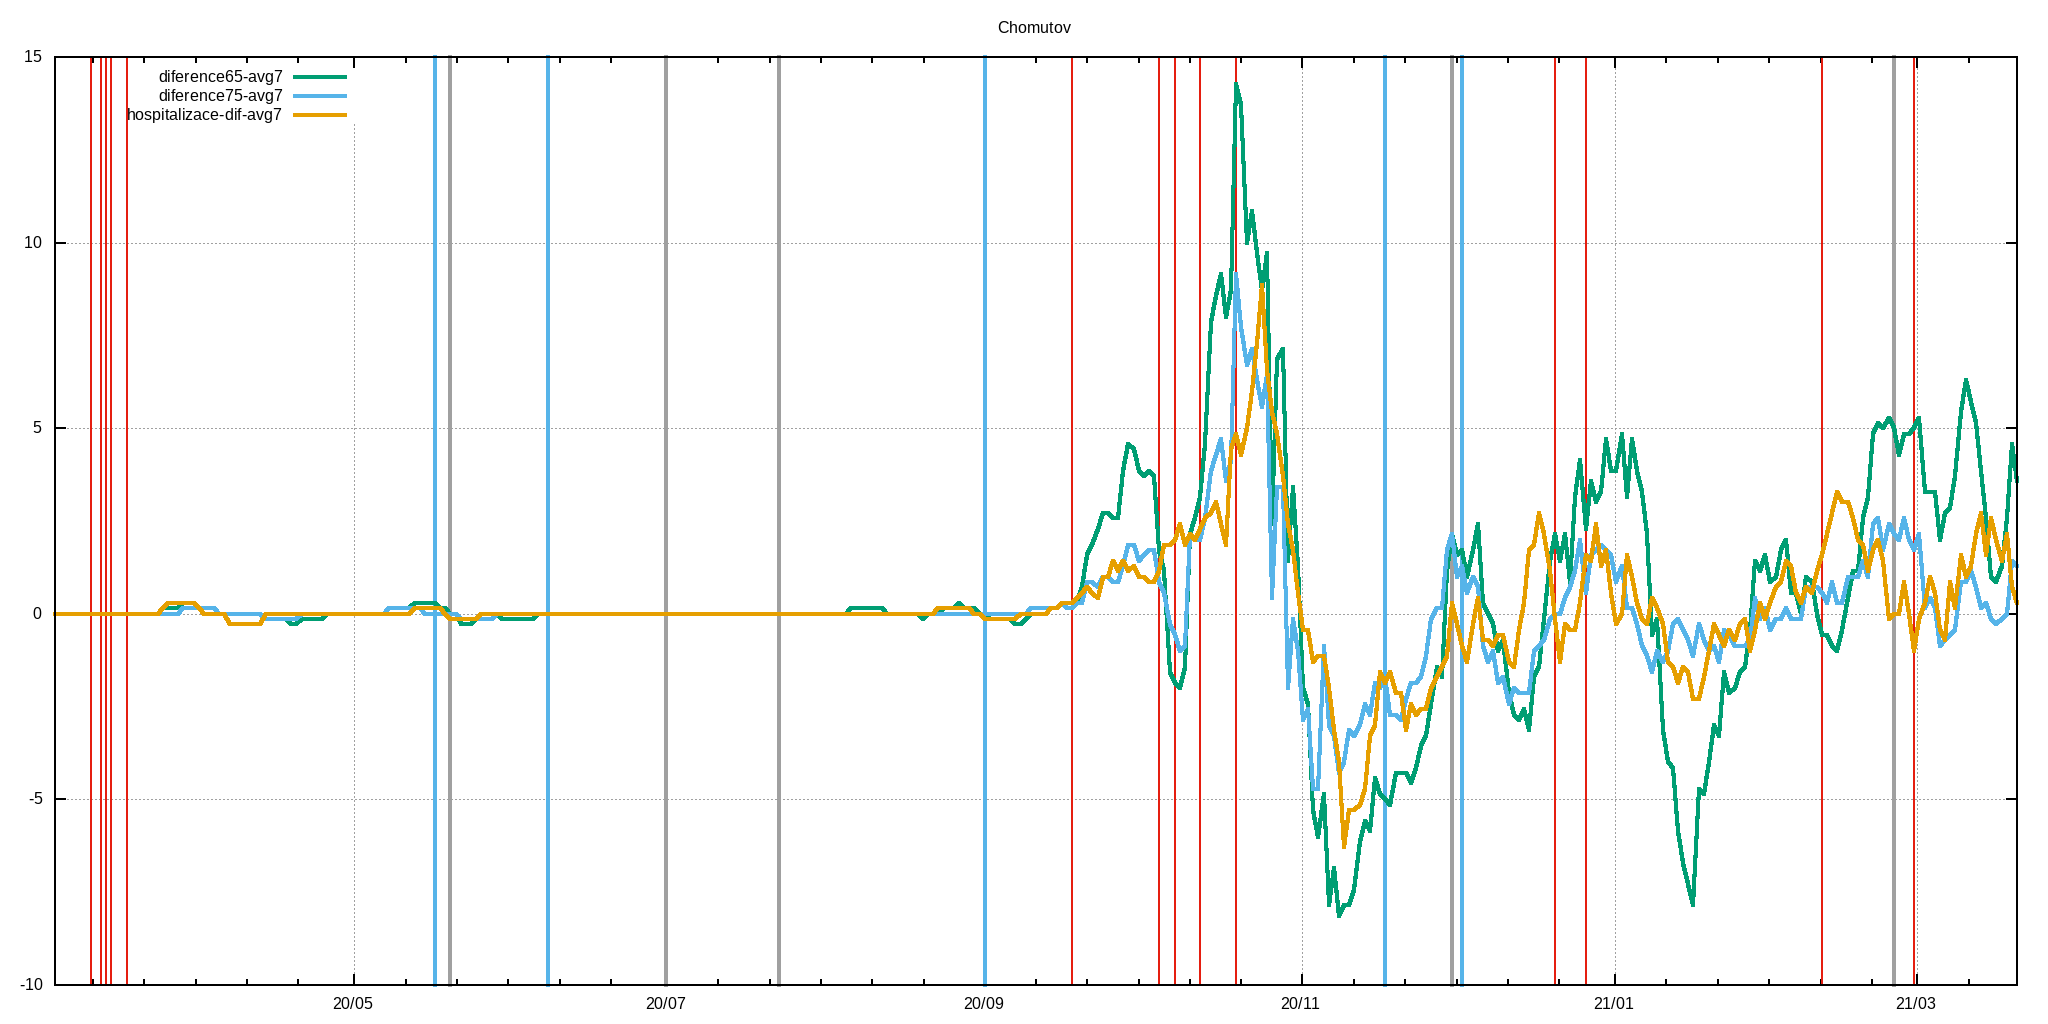 Chomutov
15
diference65-avg7
diference75-avg7
hospitalizace-dif-avg7
10
5
0
-5
-10
20/05 20/07 20/09 20/11 21/01 21/03